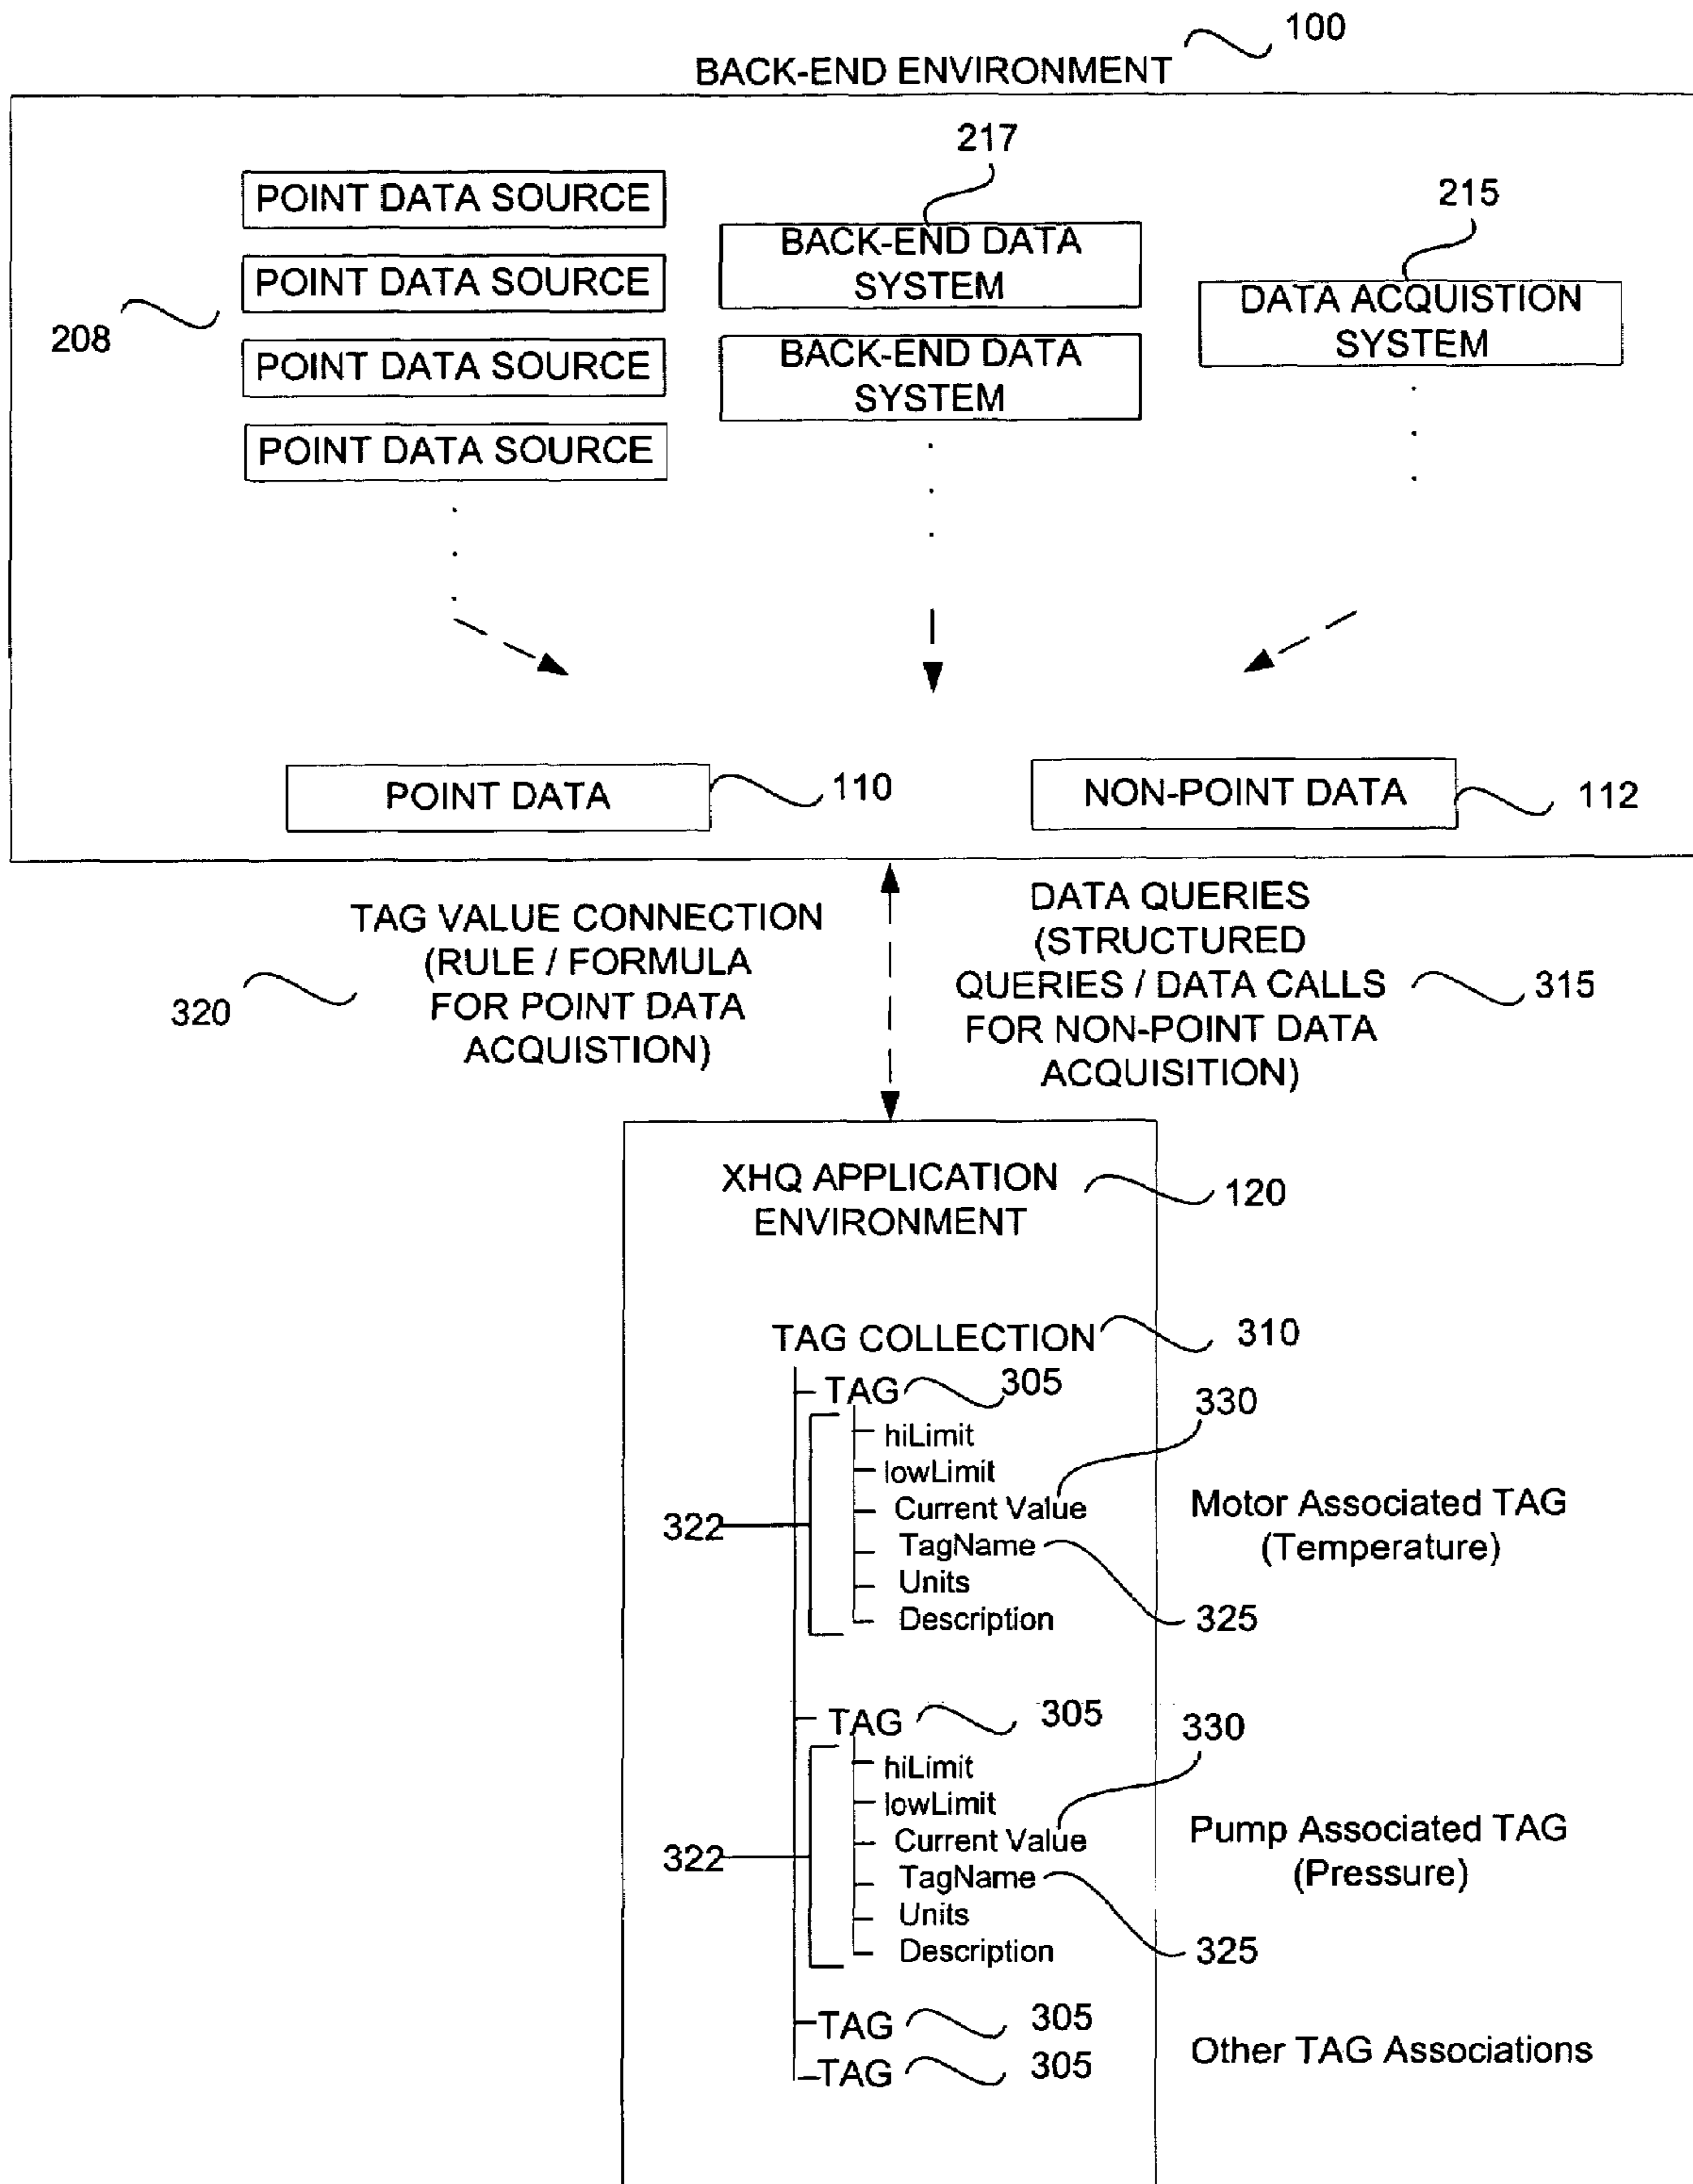 100
BACK-END ENVIRONMENT
217
215
POINT DATA SOURCE
POINT DATA SOURCE
POINT DATA SOURCE
POINT DATA SOURCE
208
BACK-END DATA
SYSTEM
BACK-END DATA
SYSTEM
DATA ACQUISTION
SYSTEM
POINT DATA
110
NON-POINT DATA
112
TAG VALUE CONNECTION
(RULE / FORMULA
FOR POINT DATA
ACQUISTION)
320
DATA QUERIES
(STRUCTURED
QUERIES / DATA CALLS
FOR NON-POINT DATA
ACQUISITION)
315
XHQ APPLICATION
ENVIRONMENT
120
TAG COLLECTION
310
TAG
305
330
hiLimit
lowLimit
Current Value
TagName
Units
Description
322
325
Motor Associated TAG
(Temperature)
TAG
305
330
hiLimit
lowLimit
Current Value
TagName
Units
Description
322
325
Pump Associated TAG
(Pressure)
TAG
305
TAG
305
Other TAG Associations